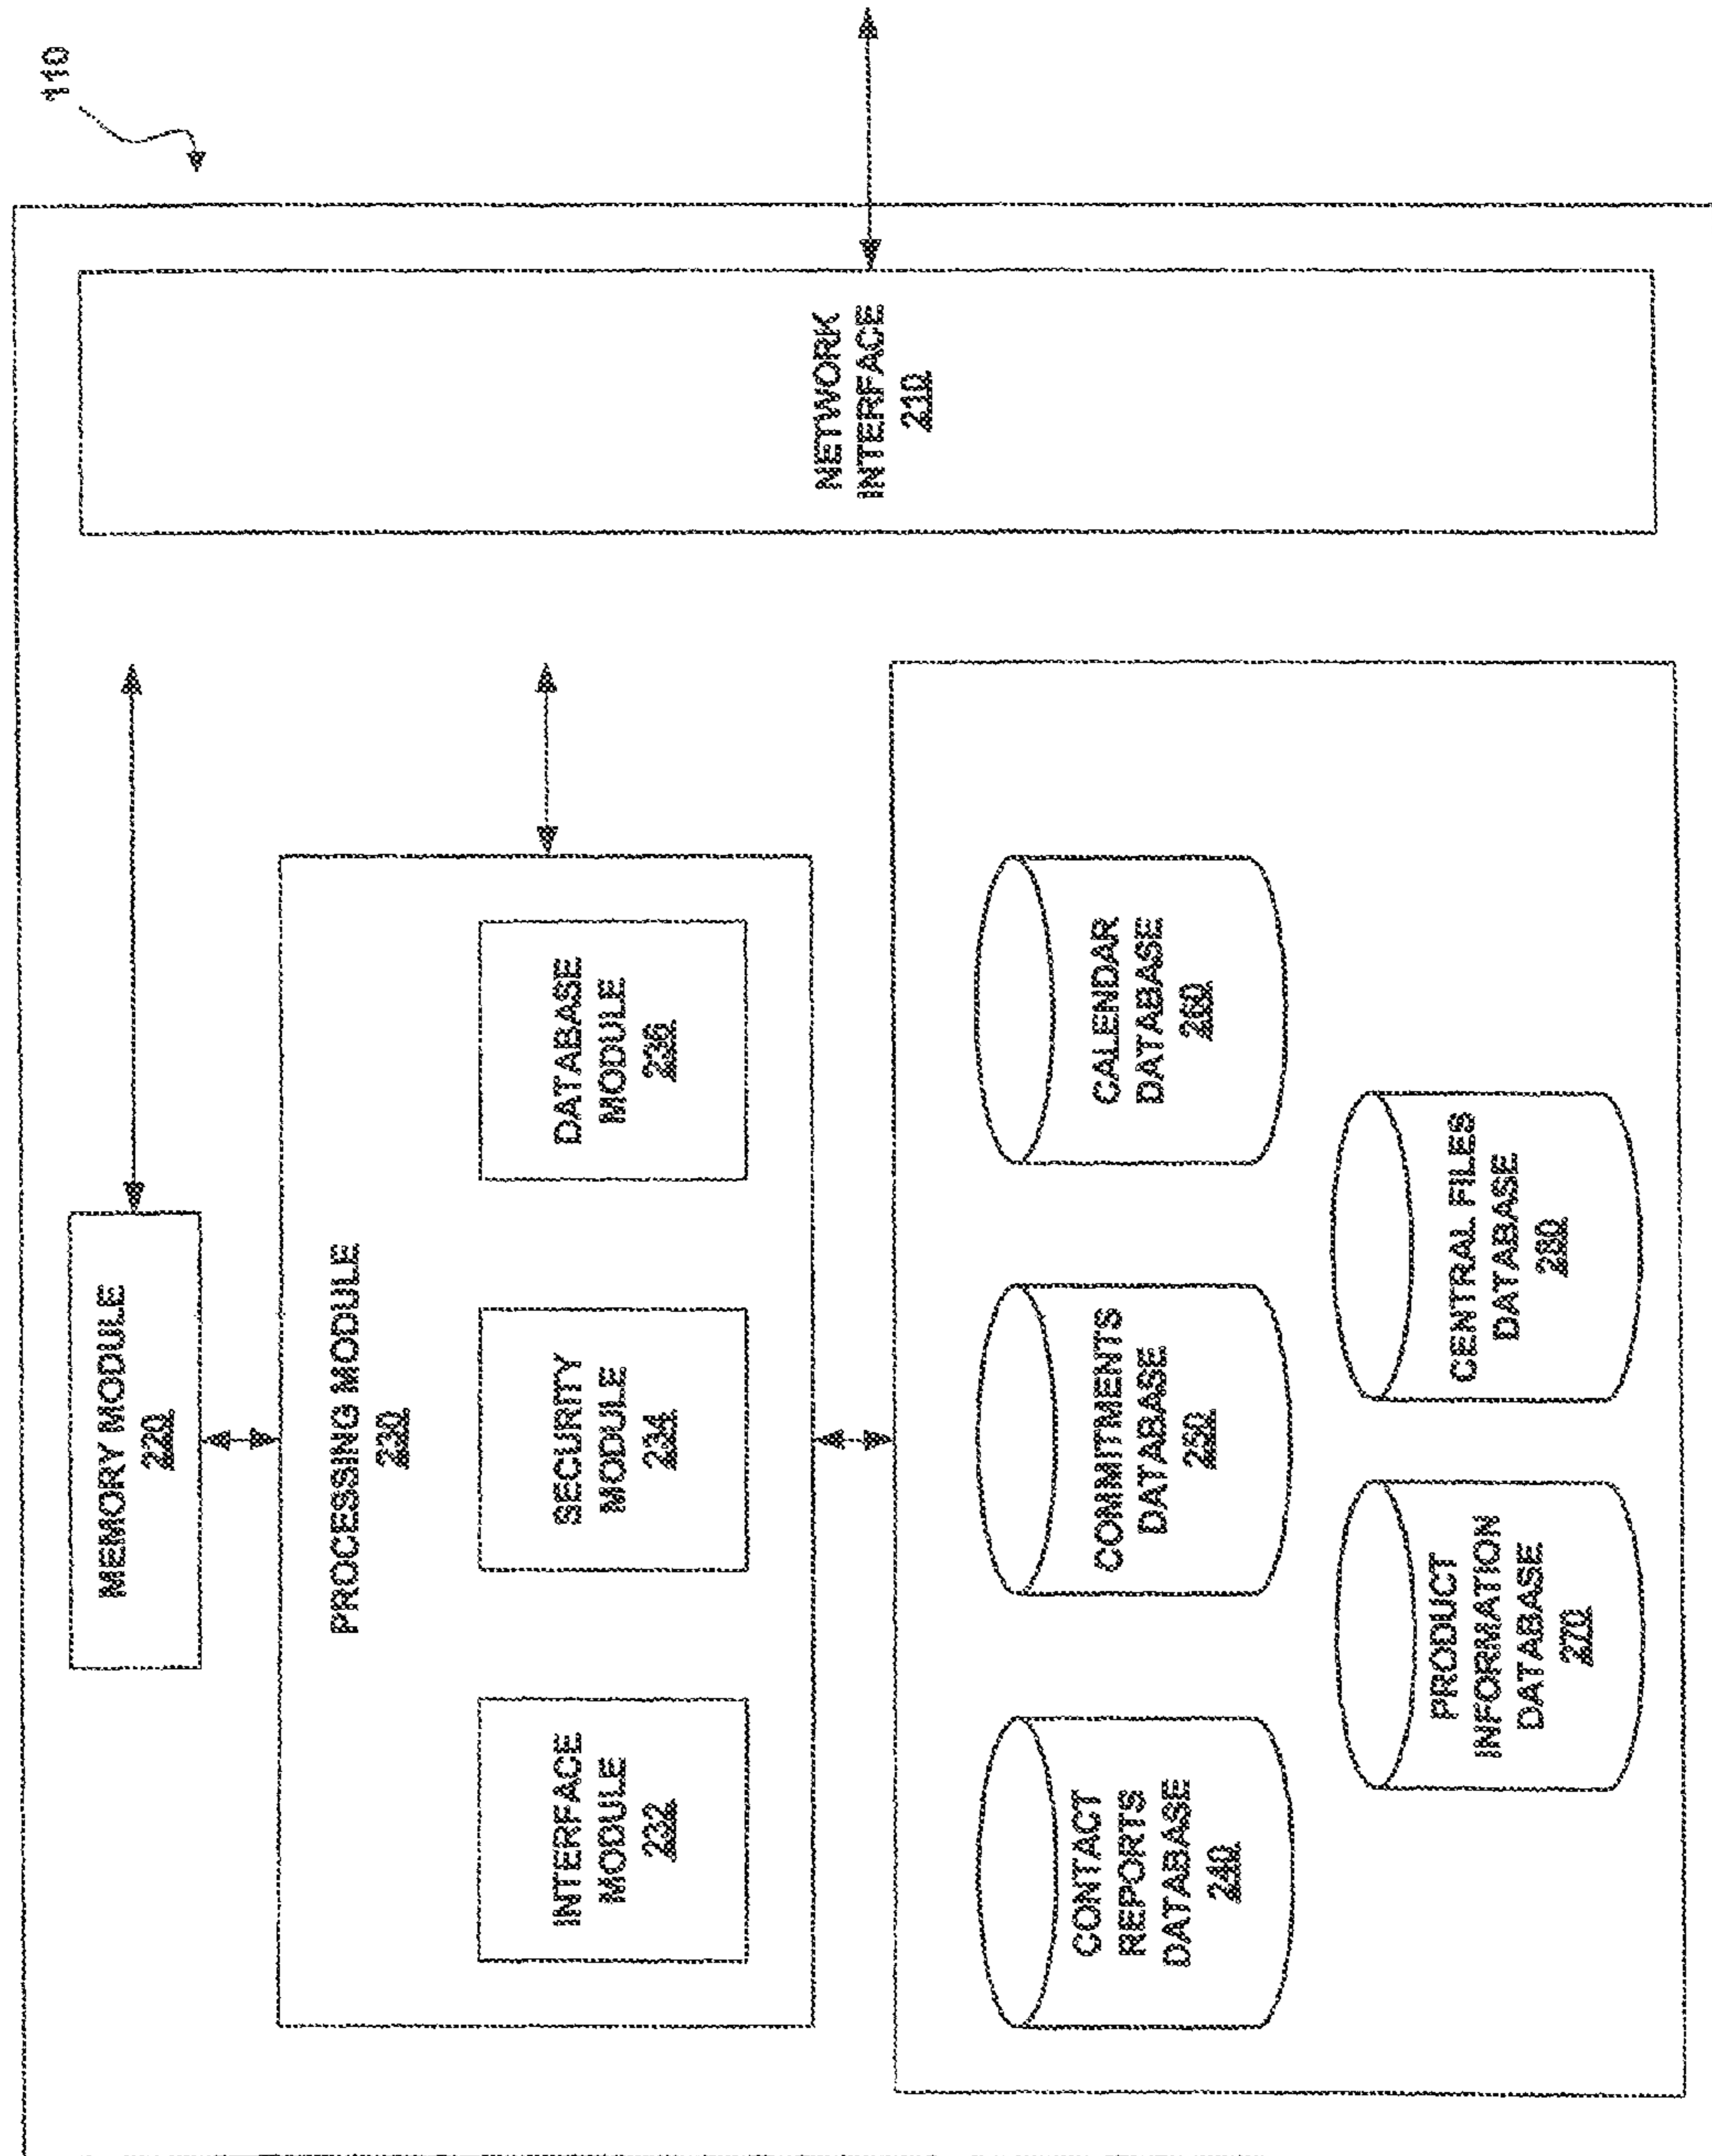 110
NETWORK
INTERFACE
210
MEMORY MODULE
220
PROCESSING MODULE
230
INTERFACE
MODULE
232
SECURITY
MODULE
234
DATABASE
MODULE
236
CONTACT
REPORTS
DATABASE
240
COMMITMENTS
DATABASE
250
CALENDAR
DATABASE
260
PRODUCT
INFORMATION
DATABASE
270
CENTRAL FILES
DATABASE
280